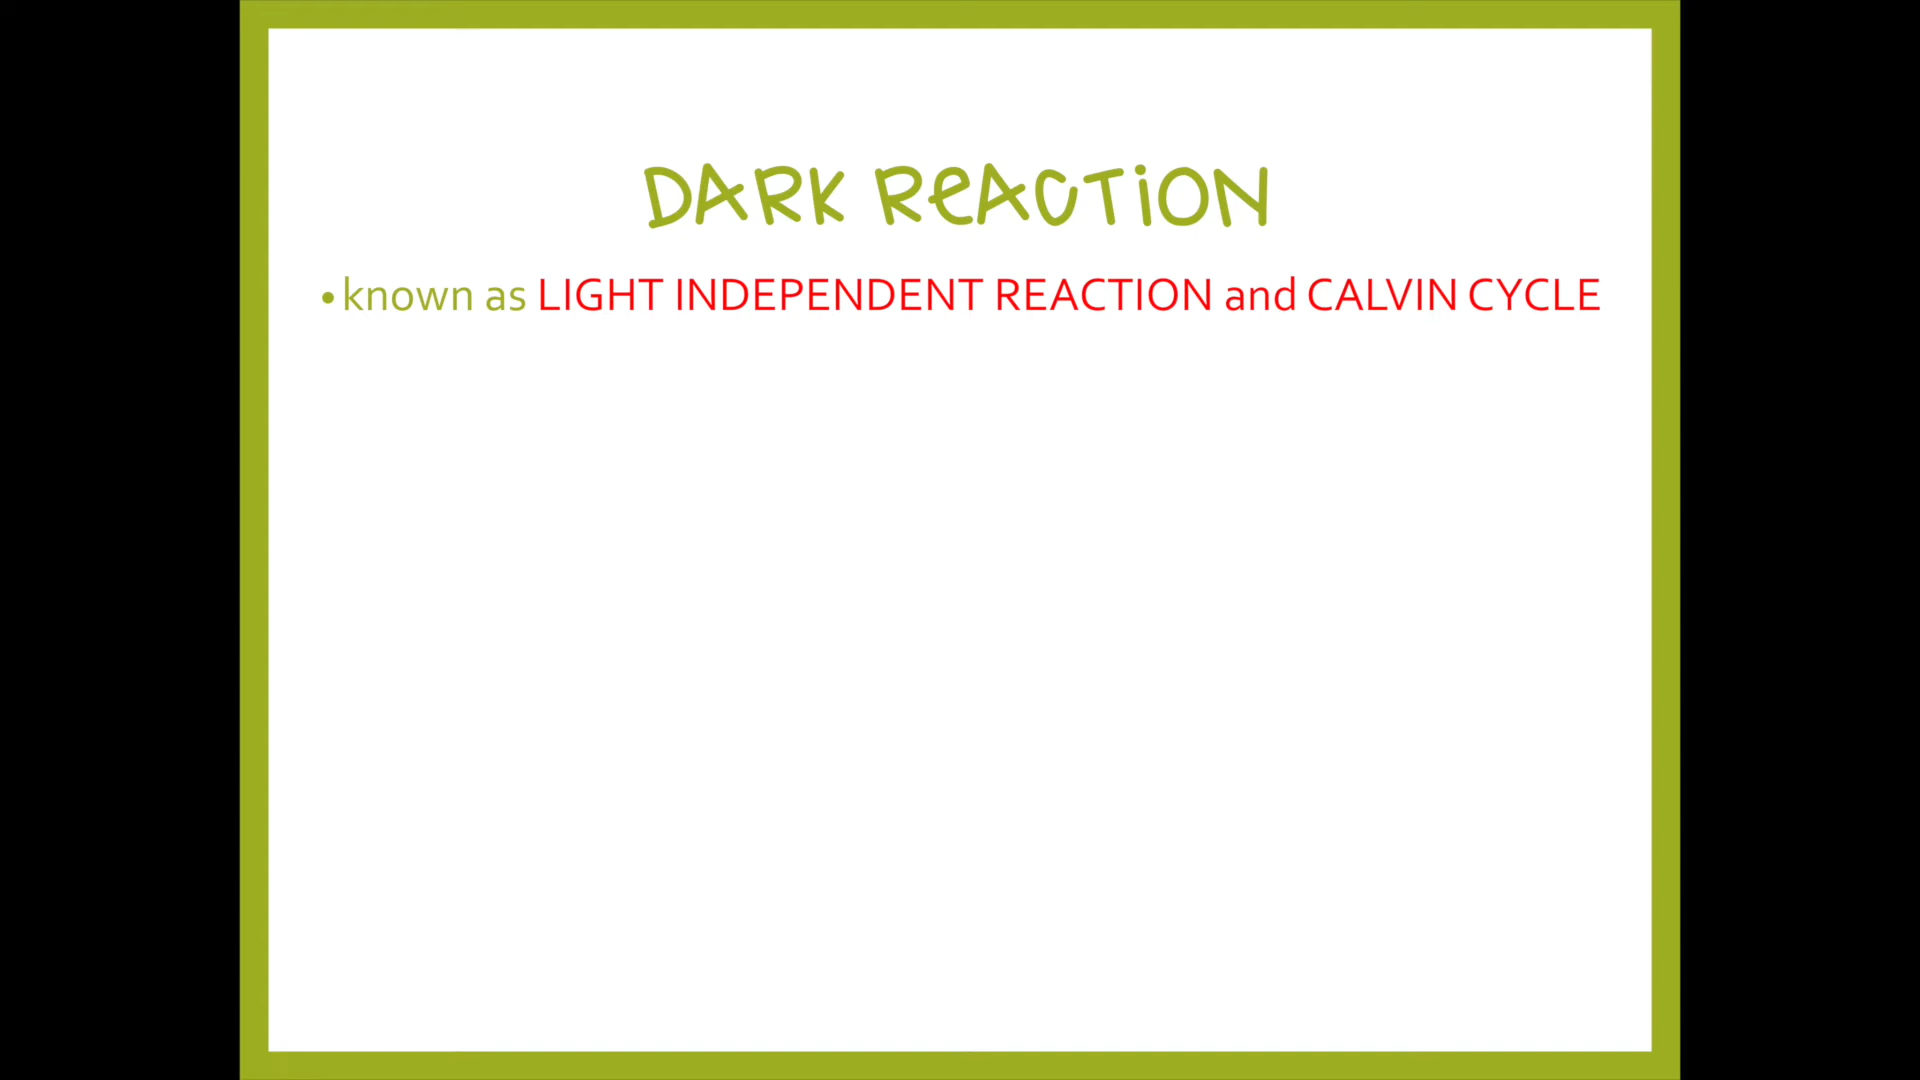 DARK ReACTiON
•known as LIGHT INDEPENDENT REACTION and CALVIN CYCLE